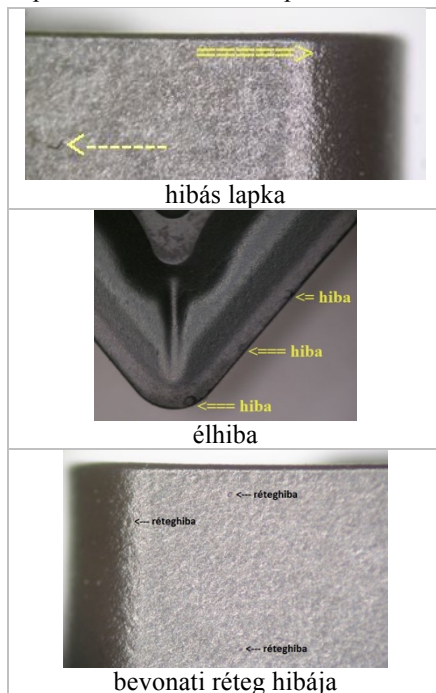 hibás lapka
<= hiba
<=== hiba
<=== hiba
élhiba
<--- réteghiba
<--- réteghiba
<--- réteghiba
bevonati réteg hibája